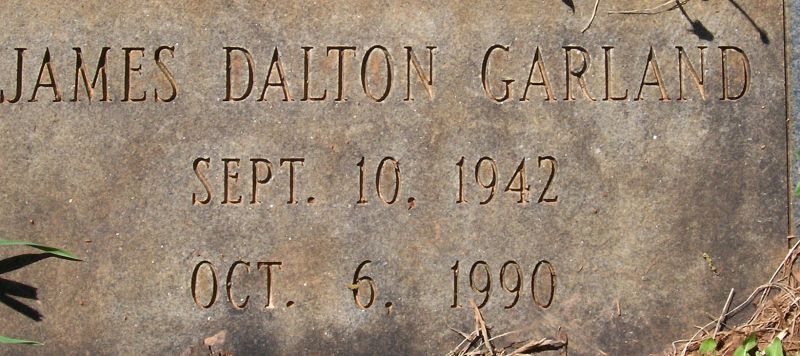 JAMES DALTON GARLAND
SEPT. 10, 1942
OCT. 6, 1990